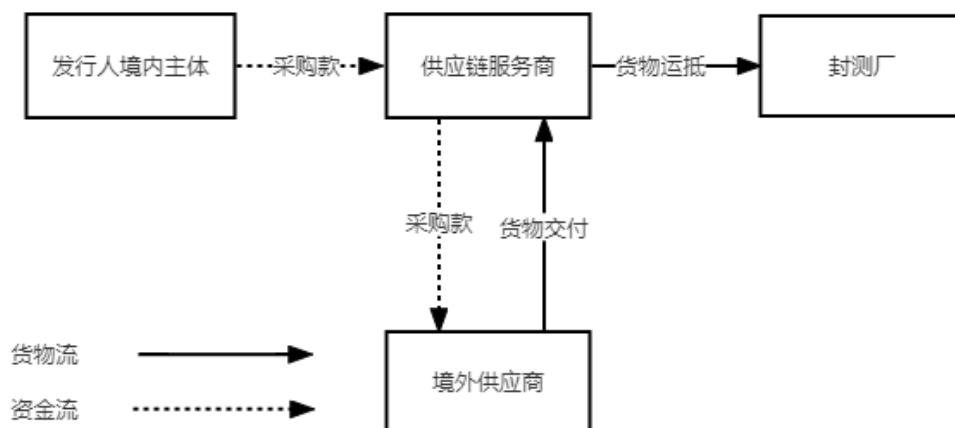 发行人境内主体
采购款
供应链服务商
货物运抵
封测厂
采购款
货物交付
货物流
境外供应商
资金流